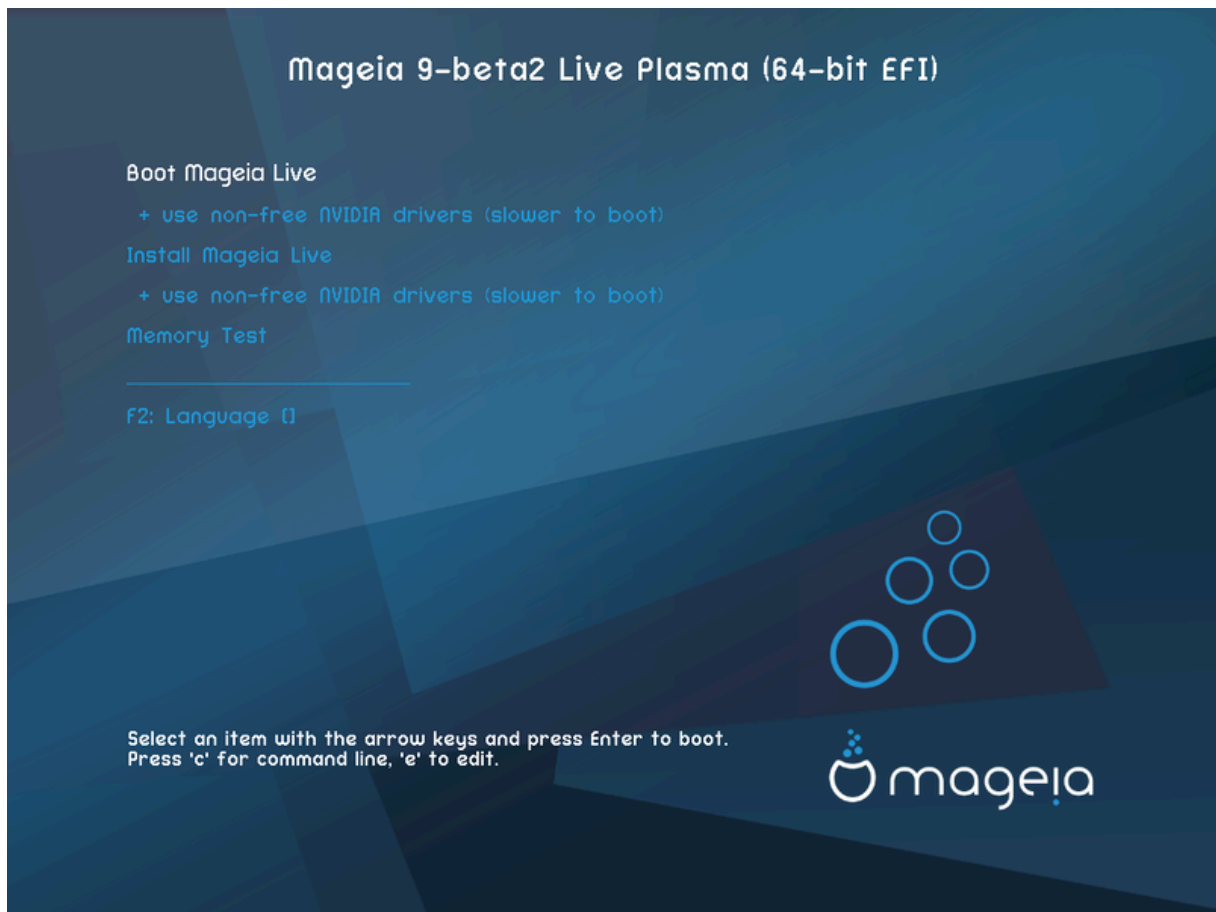 Mageia 9-beta2 Live Plasma (64-bit EFI)
Boot Mageia Live
+ use non-free NVIDIA drivers (slower to boot)
Install Mageia Live
+ use non-free NVIDIA drivers (slower to boot)
Memory Test
F2: Language []
Select an item with the arrow keys and press Enter to boot.
Press 'c' for command line, 'e' to edit.
mageia